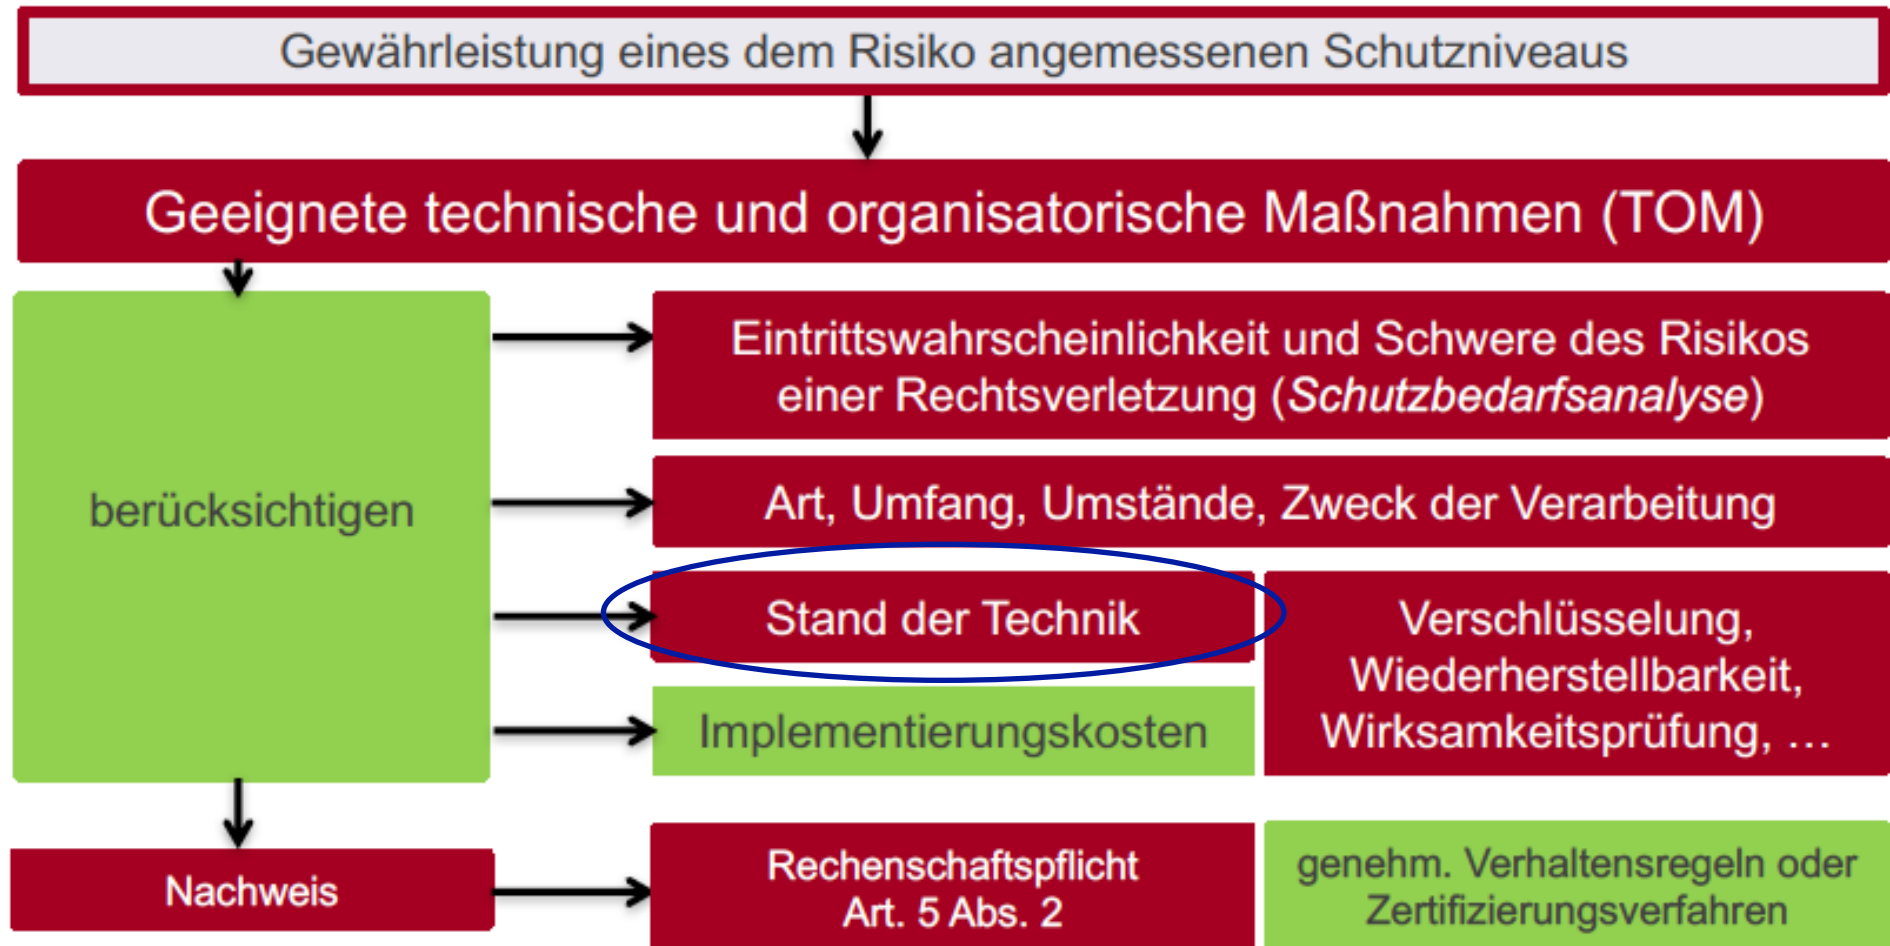 Gewährleistung eines dem Risiko angemessenen Schutzniveaus
Geeignete technische und organisatorische Maßnahmen (TOM)
berücksichtigen
Eintrittswahrscheinlichkeit und Schwere des Risikos
einer Rechtsverletzung (Schutzbedarfsanalyse)
Art, Umfang, Umstände, Zweck der Verarbeitung
Stand der Technik
Implementierungskosten
Verschlüsselung,
Wiederherstellbarkeit,
Wirksamkeitsprüfung, …
Nachweis
Rechenschaftspflicht
Art. 5 Abs. 2
genehm. Verhaltensregeln oder
Zertifizierungsverfahren